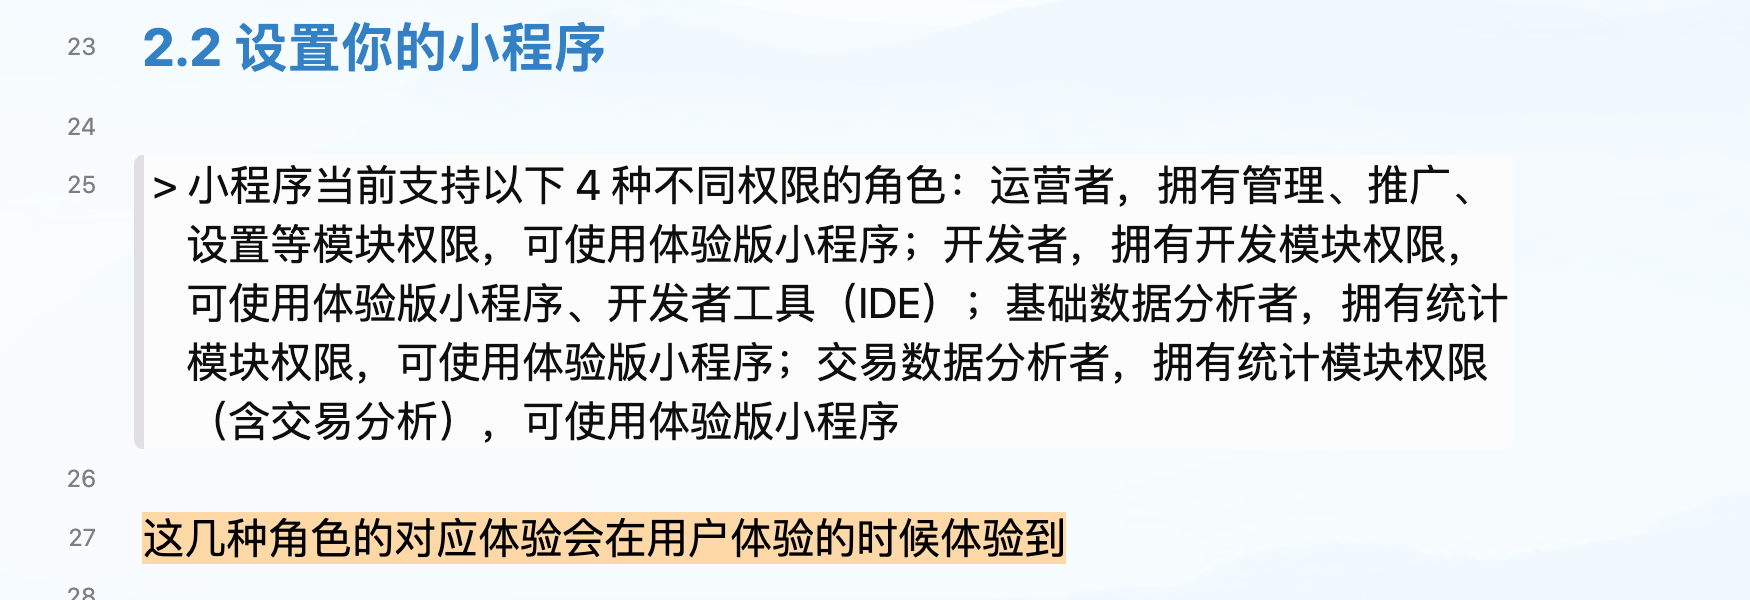 23 2.2 设置你的小程序
24
25 > 小程序当前支持以下 4 种不同权限的角色：运营者，拥有管理、推广、
设置等模块权限，可使用体验版小程序；开发者，拥有开发模块权限，
可使用体验版小程序、开发者工具（IDE）；基础数据分析者，拥有统计
模块权限，可使用体验版小程序；交易数据分析者，拥有统计模块权限
（含交易分析），可使用体验版小程序
26
27 这几种角色的对应体验会在用户体验的时候体验到
28